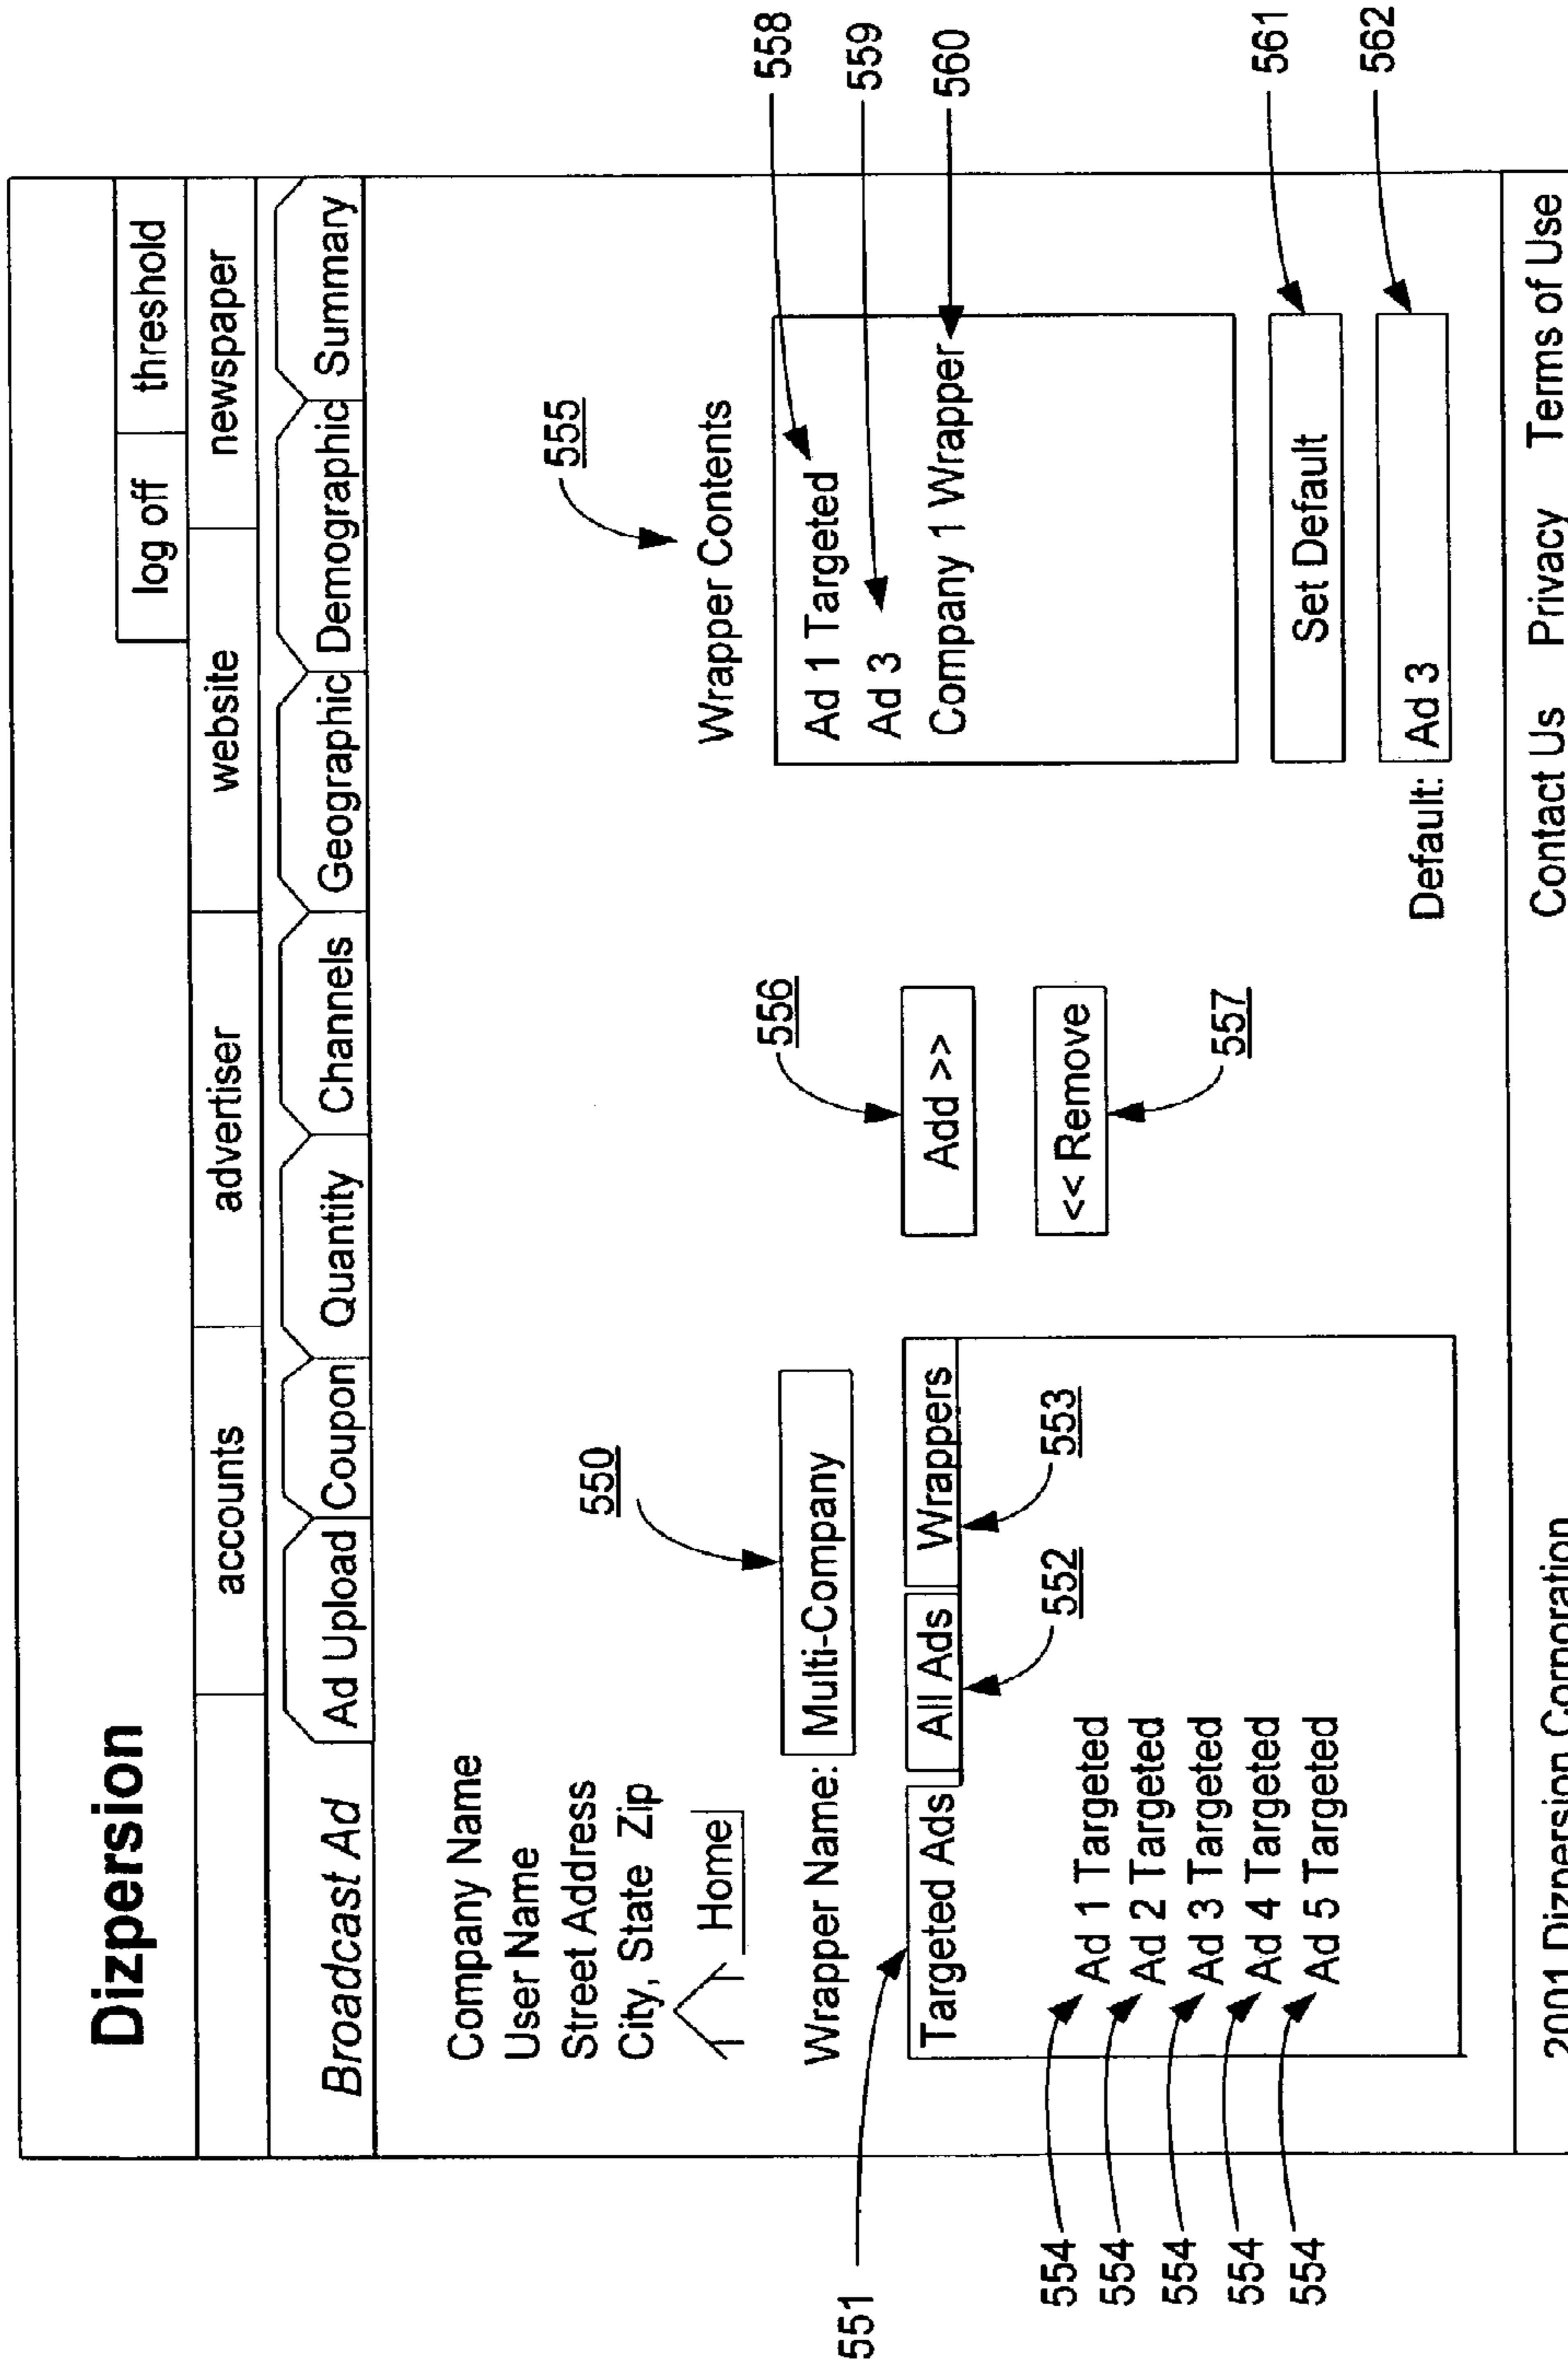 Dizpersion
log off threshold
accounts advertiser website newspaper
Broadcast Ad Ad Upload Coupon Quantity Channels Geographic Demographic Summary
Company Name
User Name
Street Address
City, State Zip
Home
550
555
Wrapper Name: Multi-Company
Wrapper Contents
551
Targeted Ads All Ads Wrappers
552
553
554 Ad 1 Targeted
554 Ad 2 Targeted
554 Ad 3 Targeted
554 Ad 4 Targeted
554 Ad 5 Targeted
556
Add >>
<< Remove
557
Ad 1 Targeted 558
Ad 3 559
Company 1 Wrapper 560
Set Default 561
Default: Ad 3 562
2001 Dizpersion Corporation Contact Us Privacy Terms of Use